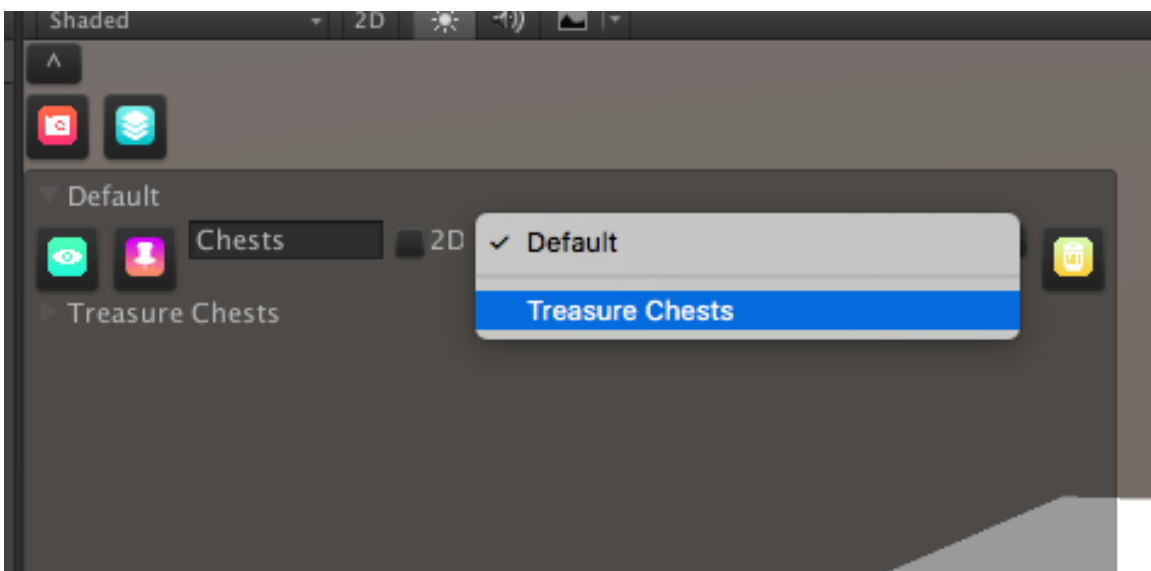 Shaded 2D
^
Default
Chests 2D ✓ Default
Treasure Chests Treasure Chests